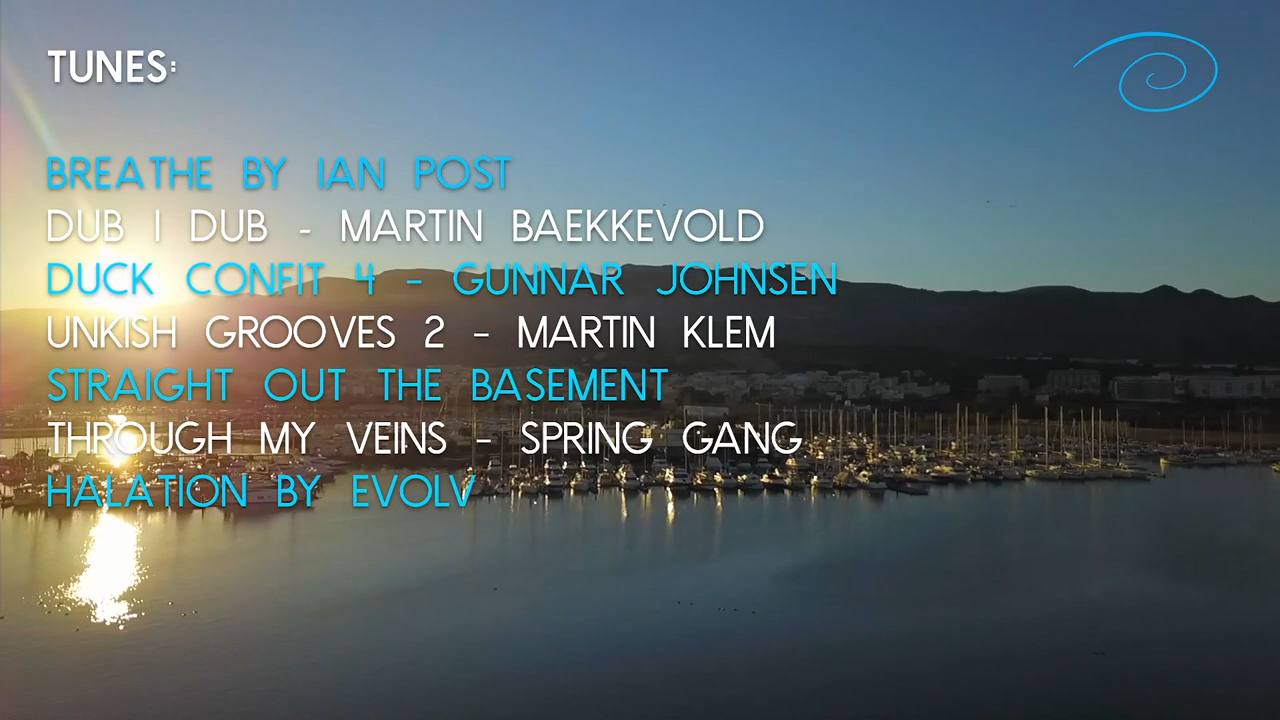 TUNES:
BREATHE BY IAN POST
DUB I DUB - MARTIN BAEKKEVOLD
DUCK CONFIT 4 - GUNNAR JOHNSEN
UNKISH GROOVES 2 - MARTIN KLEM
STRAIGHT OUT THE BASEMENT
THROUGH MY VEINS - SPRING GANG
HALATION BY EVOLV